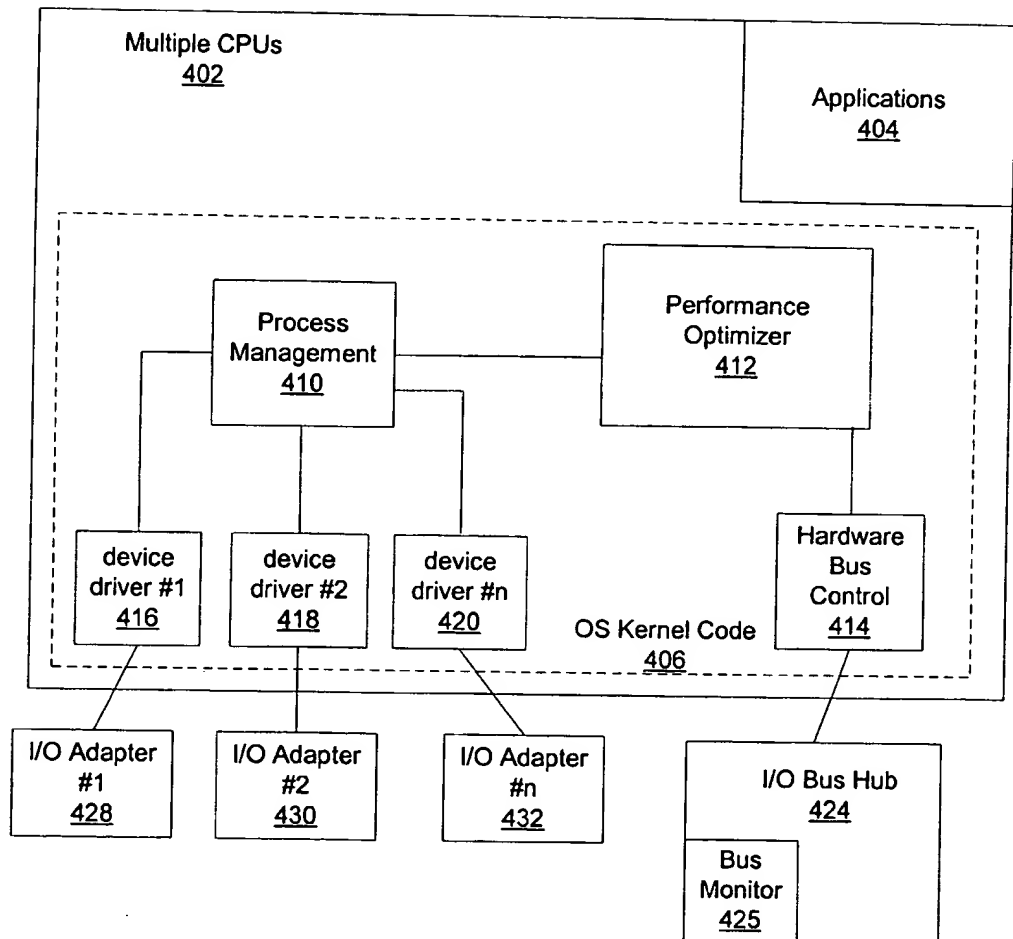 Multiple CPUs
402
Applications
404
Process
Management
410
Performance
Optimizer
412
device
driver #1
416
device
driver #2
418
device
driver #n
420
Hardware
Bus
Control
414
OS Kernel Code
406
I/O Adapter
#1
428
I/O Adapter
#2
430
I/O Adapter
#n
432
I/O Bus Hub
424
Bus
Monitor
425